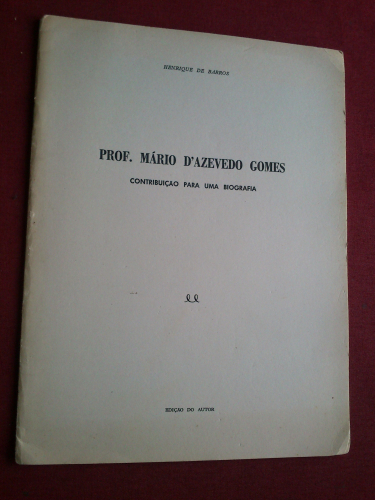 HENRIQUE DE BARROS
PROF. MÁRIO D'AZEVEDO GOMES
CONTRIBUIÇÃO PARA UMA BIOGRAFIA
EDIÇÃO DO AUTOR